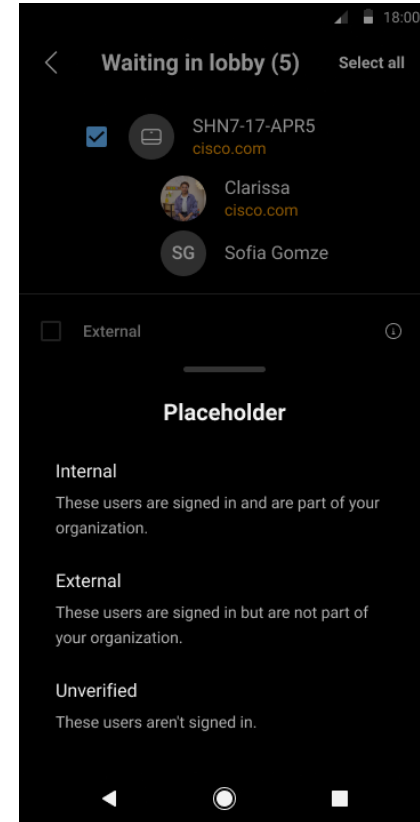 18:00
Waiting in lobby (5) Select all
SHN7-17-APR5
cisco.com
Clarissa
cisco.com
SG Sofia Gomze
External
Placeholder
Internal
These users are signed in and are part of your
organization.
External
These users are signed in but are not part of
your organization.
Unverified
These users aren't signed in.